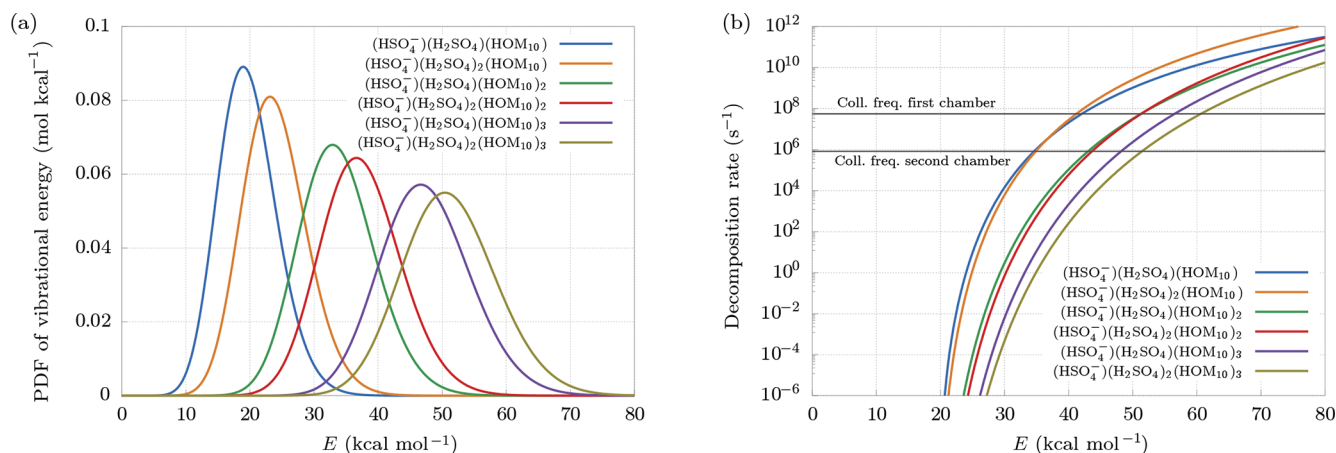 (a)
PDF of vibrational energy (mol kcal⁻¹)
0.1
0.08
0.06
0.04
0.02
0
(HSO₄⁻)(H₂SO₄)(HOM₁₀)
(HSO₄⁻)(H₂SO₄)₂(HOM₁₀)
(HSO₄⁻)(H₂SO₄)(HOM₁₀)₂
(HSO₄⁻)(H₂SO₄)₂(HOM₁₀)₂
(HSO₄⁻)(H₂SO₄)(HOM₁₀)₃
(HSO₄⁻)(H₂SO₄)₂(HOM₁₀)₃
0 10 20 30 40 50 60 70 80
E (kcal mol⁻¹)
(b)
Decomposition rate (s⁻¹)
10¹²
10¹⁰
10⁸
10⁶
10⁴
10²
10⁰
10⁻²
10⁻⁴
10⁻⁶
Coll. freq. first chamber
Coll. freq. second chamber
(HSO₄⁻)(H₂SO₄)(HOM₁₀)
(HSO₄⁻)(H₂SO₄)₂(HOM₁₀)
(HSO₄⁻)(H₂SO₄)(HOM₁₀)₂
(HSO₄⁻)(H₂SO₄)₂(HOM₁₀)₂
(HSO₄⁻)(H₂SO₄)(HOM₁₀)₃
(HSO₄⁻)(H₂SO₄)₂(HOM₁₀)₃
0 10 20 30 40 50 60 70 80
E (kcal mol⁻¹)